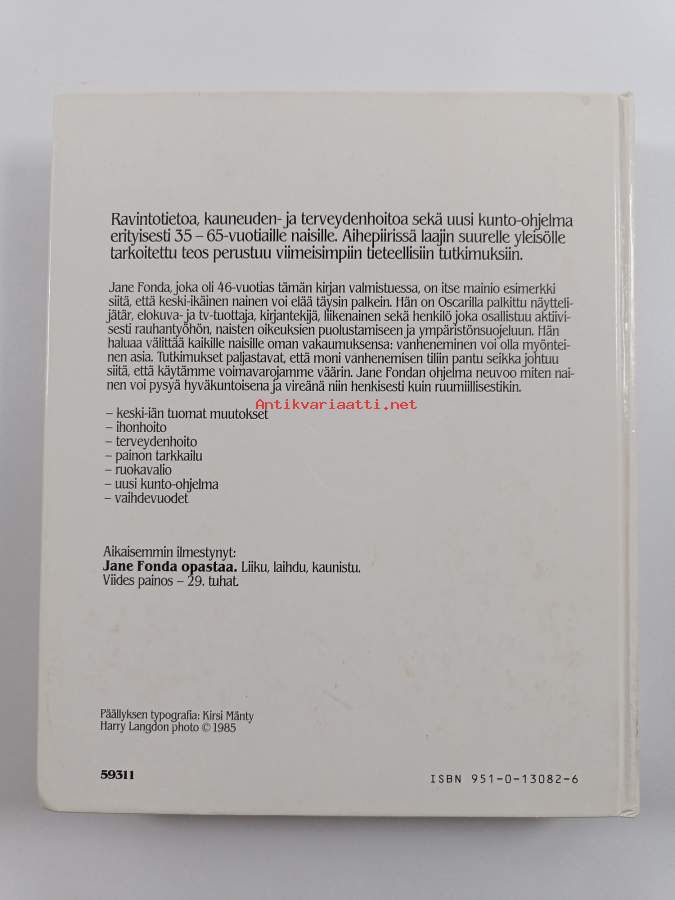 Ravintotietoa, kauneuden- ja terveydenhoitoa sekä uusi kunto-ohjelma
erityisesti 35 – 65-vuotiaille naisille. Aihepiirissä laajin suurelle yleisölle
tarkoitettu teos perustuu viimeisimpiin tieteellisiin tutkimuksiin.
Jane Fonda, joka oli 46-vuotias tämän kirjan valmistuessa, on itse mainio esimerkki
siitä, että keski-ikäinen nainen voi elää täysin palkein. Hän on Oscarilla palkittu näytteli-
jätär, elokuva- ja tv-tuottaja, kirjantekijä, liikenainen sekä henkilö joka osallistuu aktiivi-
sesti rauhantyöhön, naisten oikeuksien puolustamiseen ja ympäristönsuojeluun. Hän
haluaa välittää kaikille naisille oman vakaumuksensa: vanheneminen voi olla myöntei-
nen asia. Tutkimukset paljastavat, että moni vanhenemisen tiliin pantu seikka johtuu
siitä, että käytämme voimavarojamme väärin. Jane Fondan ohjelma neuvoo miten nai-
nen voi pysyä hyväkuntoisena ja vireänä niin henkisesti kuin ruumiillisestikin.
Antikvariaatti.net
– keski-iän tuomat muutokset
– ihonhoito
– terveydenhoito
– painon tarkkailu
– ruokavalio
– uusi kunto-ohjelma
– vaihdevuodet
Aikaisemmin ilmestynyt:
Jane Fonda opastaa. Liiku, laihdu, kaunistu.
Viides painos – 29. tuhat.
Päällyksen typografia: Kirsi Mänty
Harry Langdon photo © 1985
59311
ISBN 951-0-13082-6